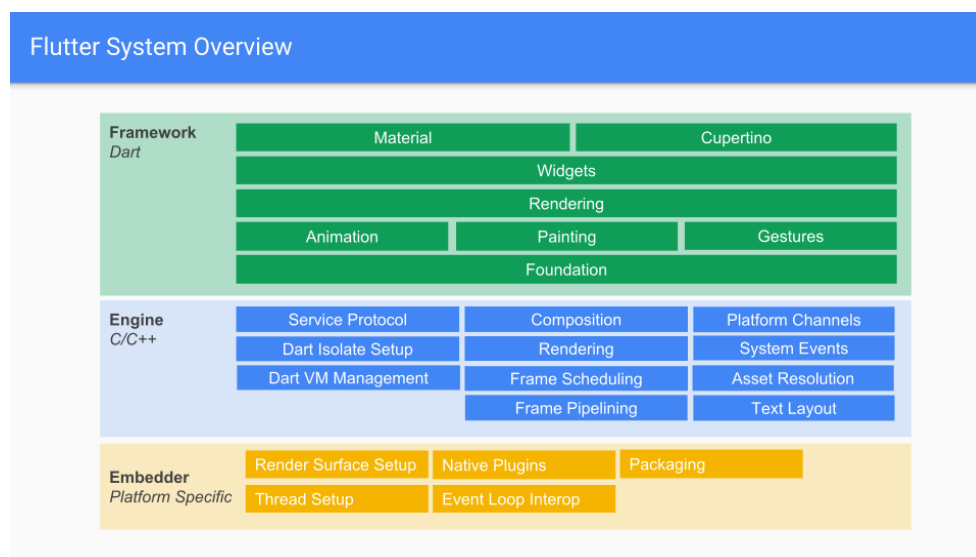 Flutter System Overview
Framework
Dart
Material
Cupertino
Widgets
Rendering
Animation
Painting
Gestures
Foundation
Engine
C/C++
Service Protocol
Composition
Platform Channels
Dart Isolate Setup
Rendering
System Events
Dart VM Management
Frame Scheduling
Asset Resolution
Frame Pipelining
Text Layout
Embedder
Platform Specific
Render Surface Setup
Native Plugins
Packaging
Thread Setup
Event Loop Interop